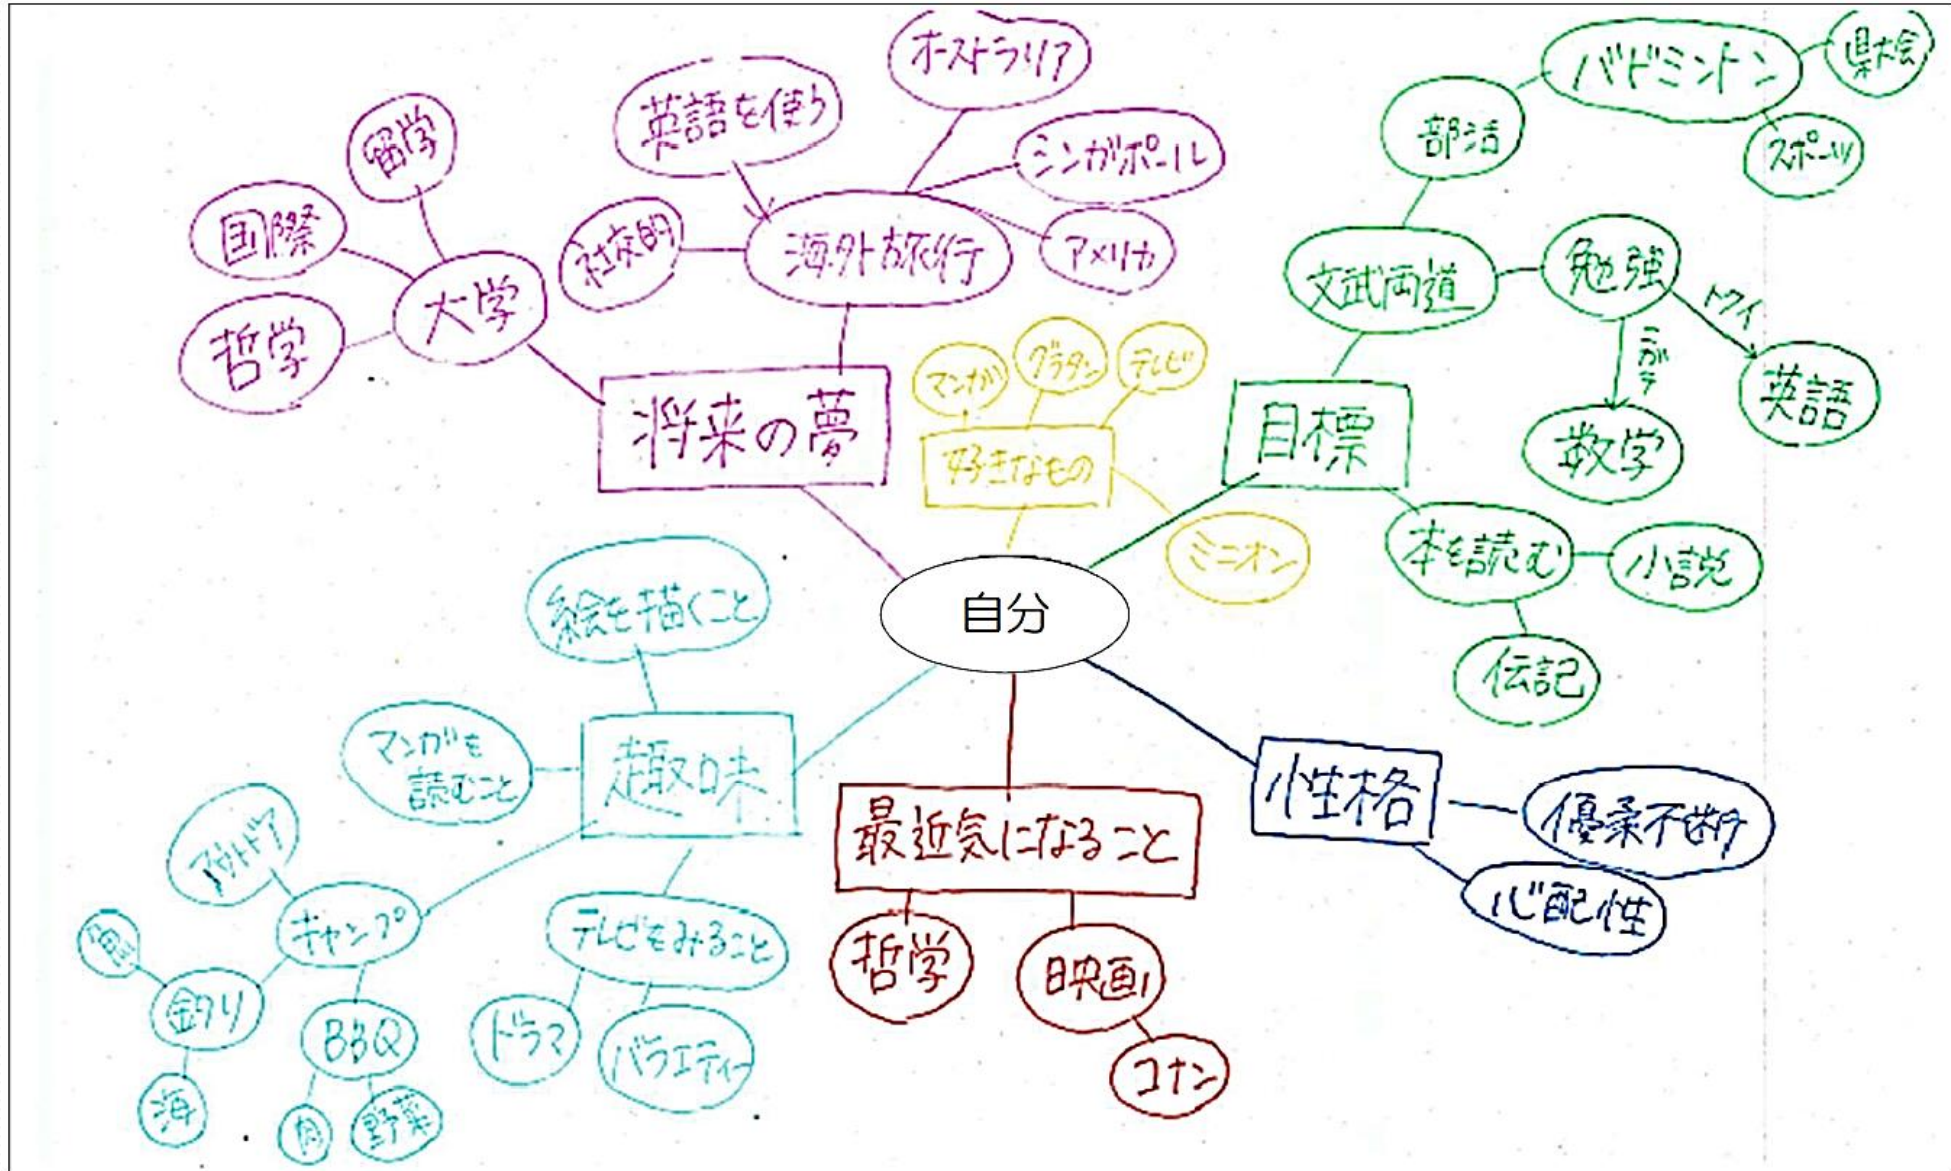 オーストラリア
英語を使う
シンガポール
留学
国際
社交的
海外旅行
アメリカ
大学
哲学
将来の夢
バドミントン
県大会
部活
スポーツ
文武両道
勉強
トクイ
ニガテ
英語
数学
目標
本を読む
小説
伝記
マンガ
グラタン
テレビ
好きなもの
ミニオン
自分
絵を描くこと
マンガを
読むこと
趣味
アウトドア
キャンプ
魚
釣り
海
BBQ
肉
野菜
テレビをみること
ドラマ
バラエティー
最近気になること
哲学
映画
コナン
性格
優柔不断
心配性